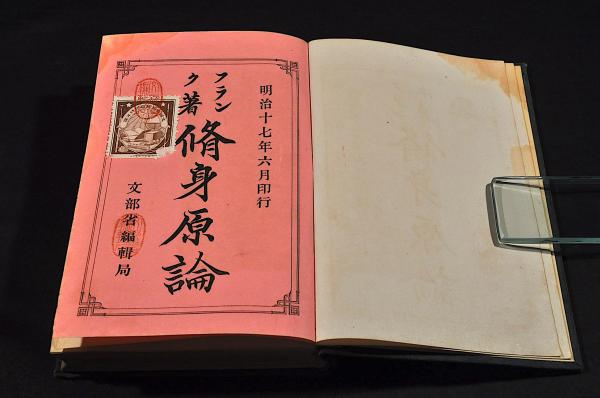 明治十七年六月印行
フランク著
脩身原論
文部省編輯局